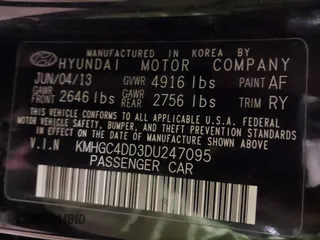 MANUFACTURED IN KOREA BY
HYUNDAI MOTOR COMPANY
JUN/04/13 GVWR 4916 lbs PAINT AF
GAWR FRONT 2646 lbs GAWR REAR 2756 lbs TRIM RY
THIS VEHICLE CONFORMS TO ALL APPLICABLE
U.S.A. FEDERAL MOTOR VEHICLE SAFETY, BUMPER,
AND THEFT PREVENTION STANDARDS IN EFFECT ON
THE DATE OF MANUFACTURE SHOWN ABOVE.
V.I.N KMHGC4DD3DU247095
PASSENGER CAR